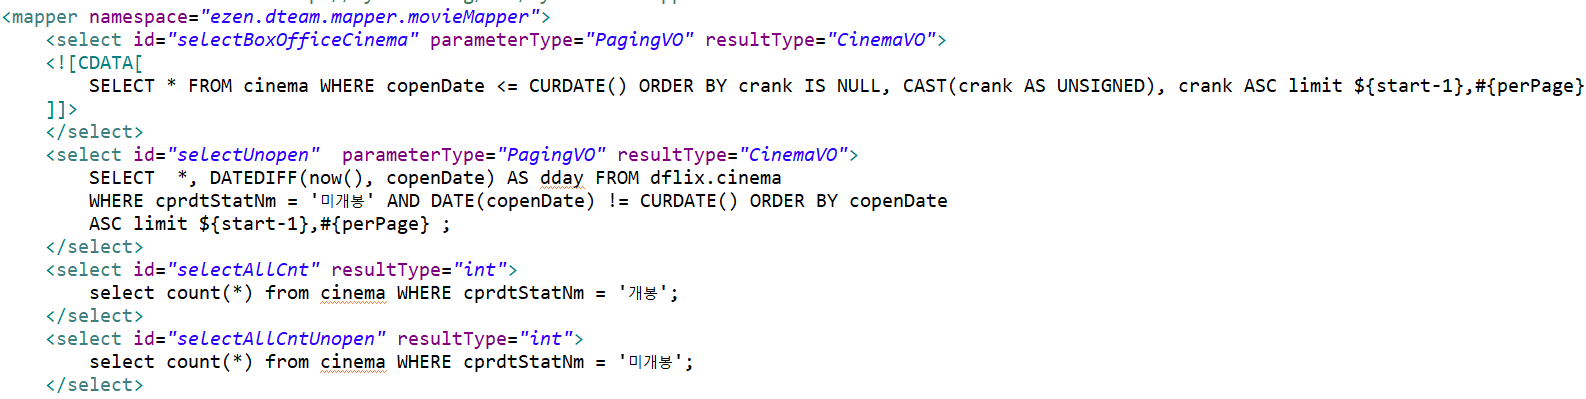 <mapper namespace="ezen.dteam.mapper.movieMapper">
    <select id="selectBoxOfficeCinema" parameterType="PagingVO" resultType="CinemaVO">
    <![CDATA[
        SELECT * FROM cinema WHERE copenDate <= CURDATE() ORDER BY crank IS NULL, CAST(crank AS UNSIGNED), crank ASC limit ${start-1},#{perPage}
    ]]>
    </select>
    <select id="selectUnopen"  parameterType="PagingVO" resultType="CinemaVO">
        SELECT  *, DATEDIFF(now(), copenDate) AS dday FROM dflix.cinema
        WHERE cprdtStatNm = '미개봉' AND DATE(copenDate) != CURDATE() ORDER BY copenDate
        ASC limit ${start-1},#{perPage} ;
    </select>
    <select id="selectAllCnt" resultType="int">
        select count(*) from cinema WHERE cprdtStatNm = '개봉';
    </select>
    <select id="selectAllCntUnopen" resultType="int">
        select count(*) from cinema WHERE cprdtStatNm = '미개봉';
    </select>